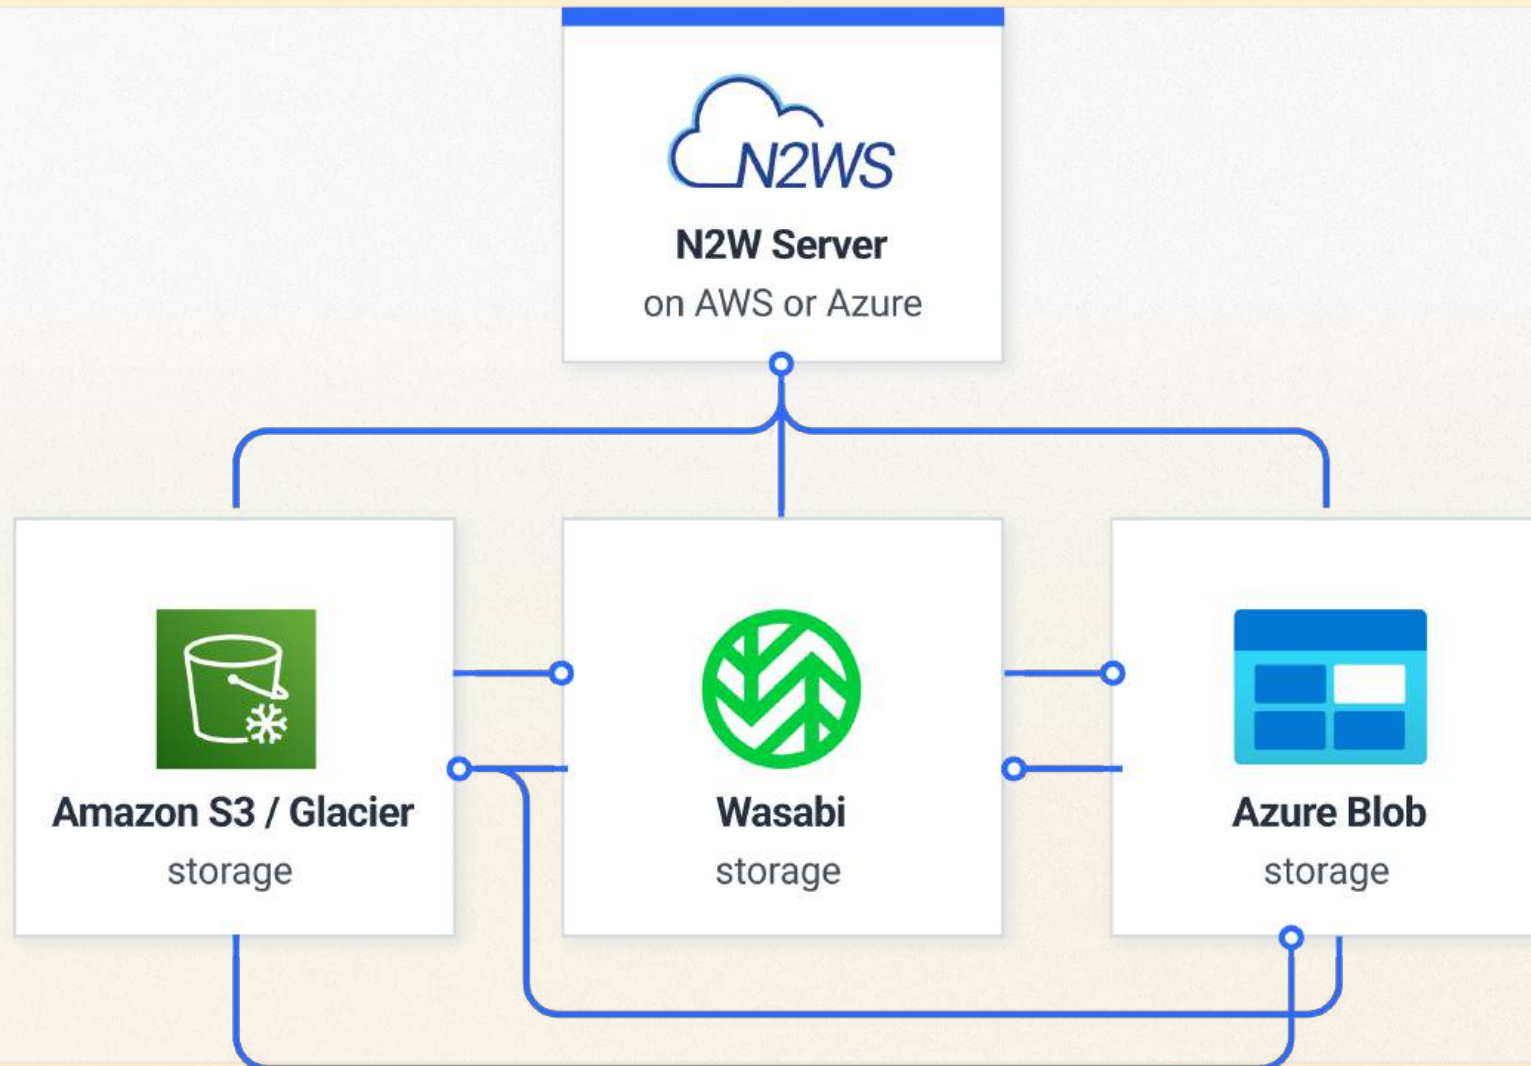 N2WS
N2W Server
on AWS or Azure
Amazon S3 / Glacier
storage
Wasabi
storage
Azure Blob
storage